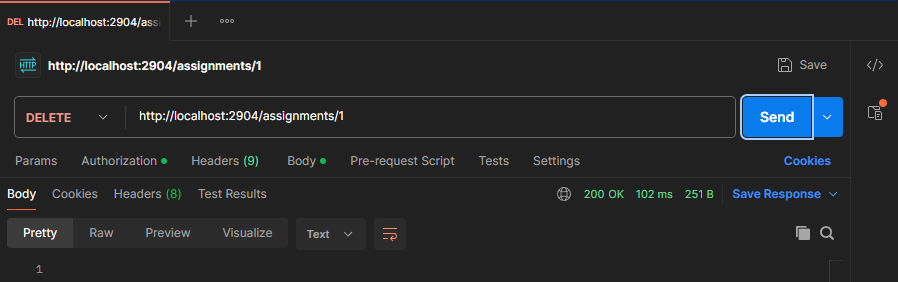 DEL http://localhost:2904/assi
HTTP http://localhost:2904/assignments/1 Save
DELETE http://localhost:2904/assignments/1 Send
Params Authorization Headers (9) Body Pre-request Script Tests Settings Cookies
Body Cookies Headers (8) Test Results 200 OK 102 ms 251 B Save Response
Pretty Raw Preview Visualize Text
1